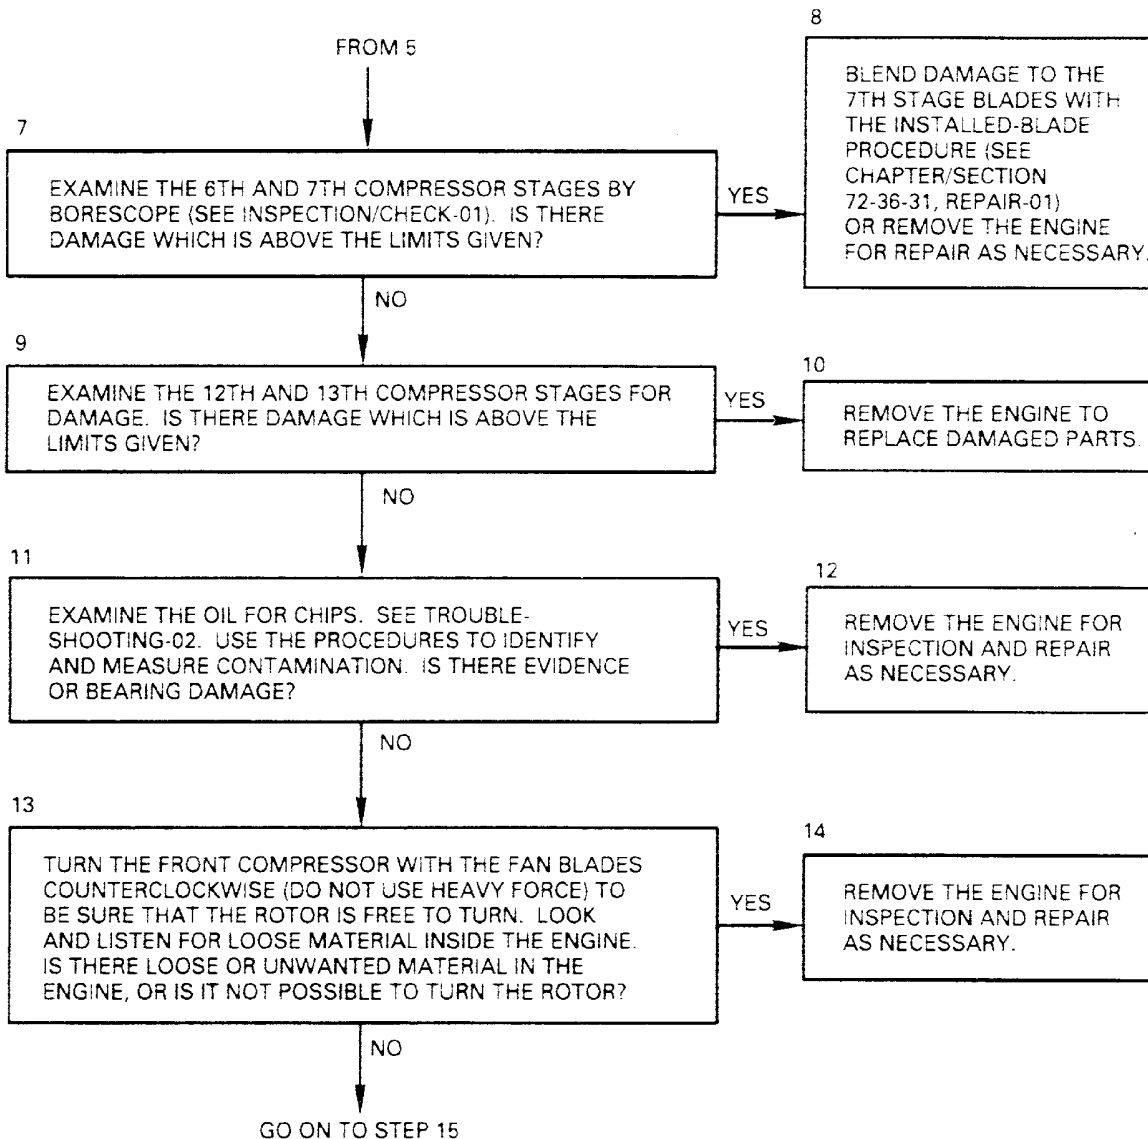 FROM 5
7
EXAMINE THE 6TH AND 7TH COMPRESSOR STAGES BY
BORESCOPE (SEE INSPECTION/CHECK-01). IS THERE
DAMAGE WHICH IS ABOVE THE LIMITS GIVEN?
YES
8
BLEND DAMAGE TO THE
7TH STAGE BLADES WITH
THE INSTALLED-BLADE
PROCEDURE (SEE
CHAPTER/SECTION
72-36-31, REPAIR-01)
OR REMOVE THE ENGINE
FOR REPAIR AS NECESSARY.
NO
9
EXAMINE THE 12TH AND 13TH COMPRESSOR STAGES FOR
DAMAGE. IS THERE DAMAGE WHICH IS ABOVE THE
LIMITS GIVEN?
YES
10
REMOVE THE ENGINE TO
REPLACE DAMAGED PARTS.
NO
11
EXAMINE THE OIL FOR CHIPS. SEE TROUBLE-
SHOOTING-02. USE THE PROCEDURES TO IDENTIFY
AND MEASURE CONTAMINATION. IS THERE EVIDENCE
OR BEARING DAMAGE?
YES
12
REMOVE THE ENGINE FOR
INSPECTION AND REPAIR
AS NECESSARY.
NO
13
TURN THE FRONT COMPRESSOR WITH THE FAN BLADES
COUNTERCLOCKWISE (DO NOT USE HEAVY FORCE) TO
BE SURE THAT THE ROTOR IS FREE TO TURN. LOOK
AND LISTEN FOR LOOSE MATERIAL INSIDE THE ENGINE.
IS THERE LOOSE OR UNWANTED MATERIAL IN THE
ENGINE, OR IS IT NOT POSSIBLE TO TURN THE ROTOR?
YES
14
REMOVE THE ENGINE FOR
INSPECTION AND REPAIR
AS NECESSARY.
NO
GO ON TO STEP 15